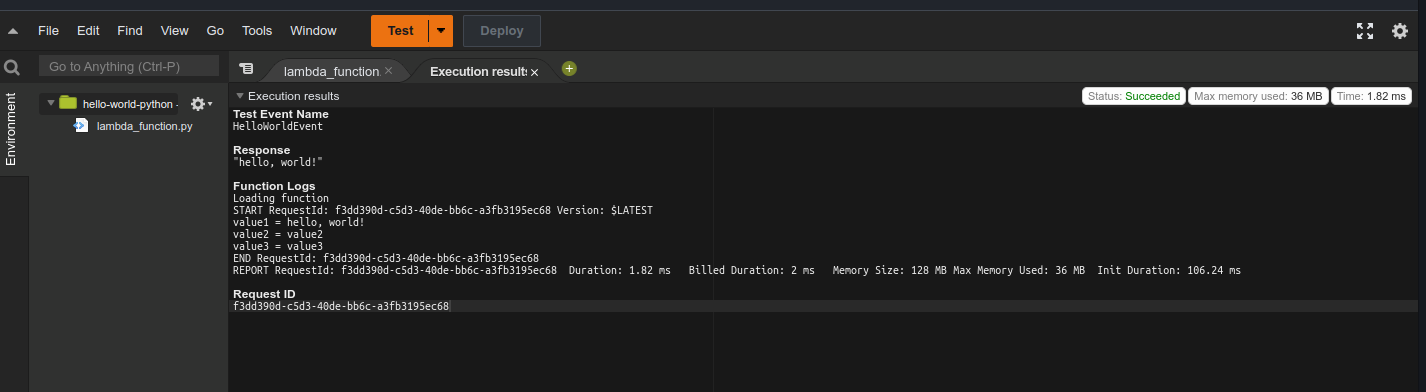 File Edit Find View Go Tools Window Test Deploy
Go to Anything (Ctrl-P)
lambda_function
Execution results
Environment
hello-world-python -
lambda_function.py
Execution results
Status: Succeeded
Max memory used: 36 MB
Time: 1.82 ms
Test Event Name
HelloWorldEvent
Response
"hello, world!"
Function Logs
Loading function
START RequestId: f3dd390d-c5d3-40de-bb6c-a3fb3195ec68 Version: $LATEST
value1 = hello, world!
value2 = value2
value3 = value3
END RequestId: f3dd390d-c5d3-40de-bb6c-a3fb3195ec68
REPORT RequestId: f3dd390d-c5d3-40de-bb6c-a3fb3195ec68 Duration: 1.82 ms Billed Duration: 2 ms Memory Size: 128 MB Max Memory Used: 36 MB Init Duration: 106.24 ms
Request ID
f3dd390d-c5d3-40de-bb6c-a3fb3195ec68